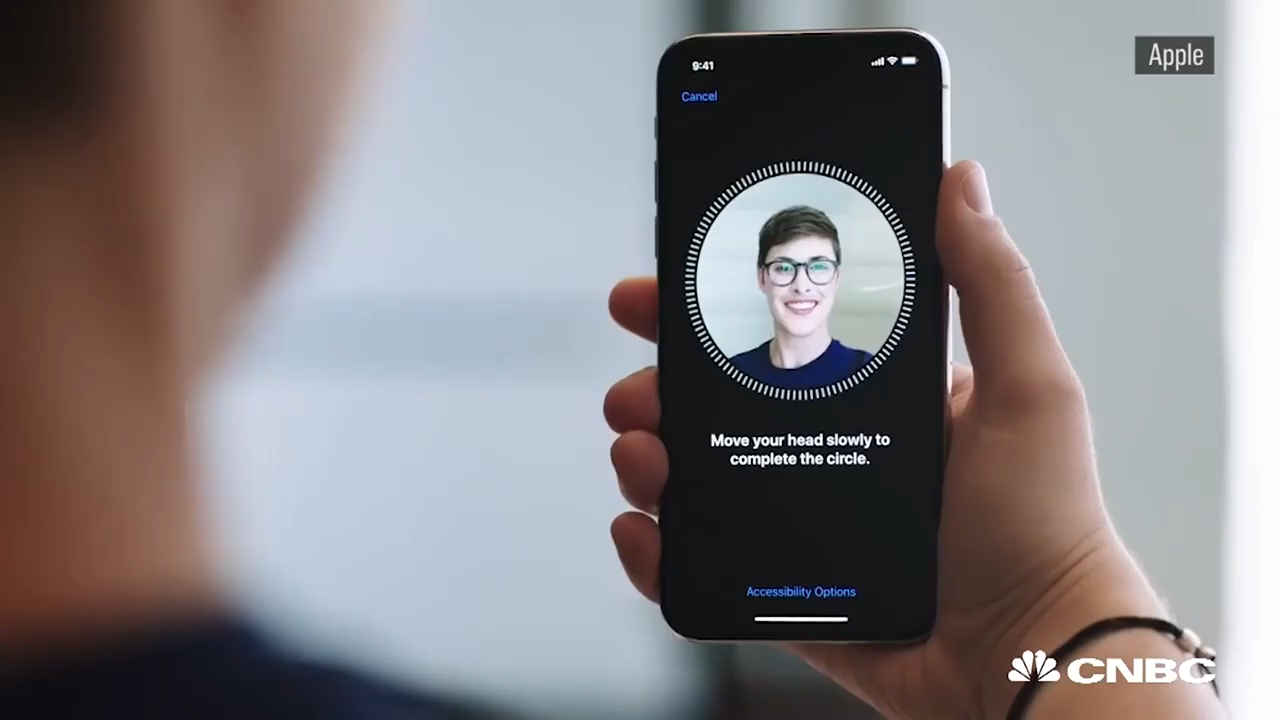 Apple
9:41
Cancel
Move your head slowly to
complete the circle.
Accessibility Options
CNBC